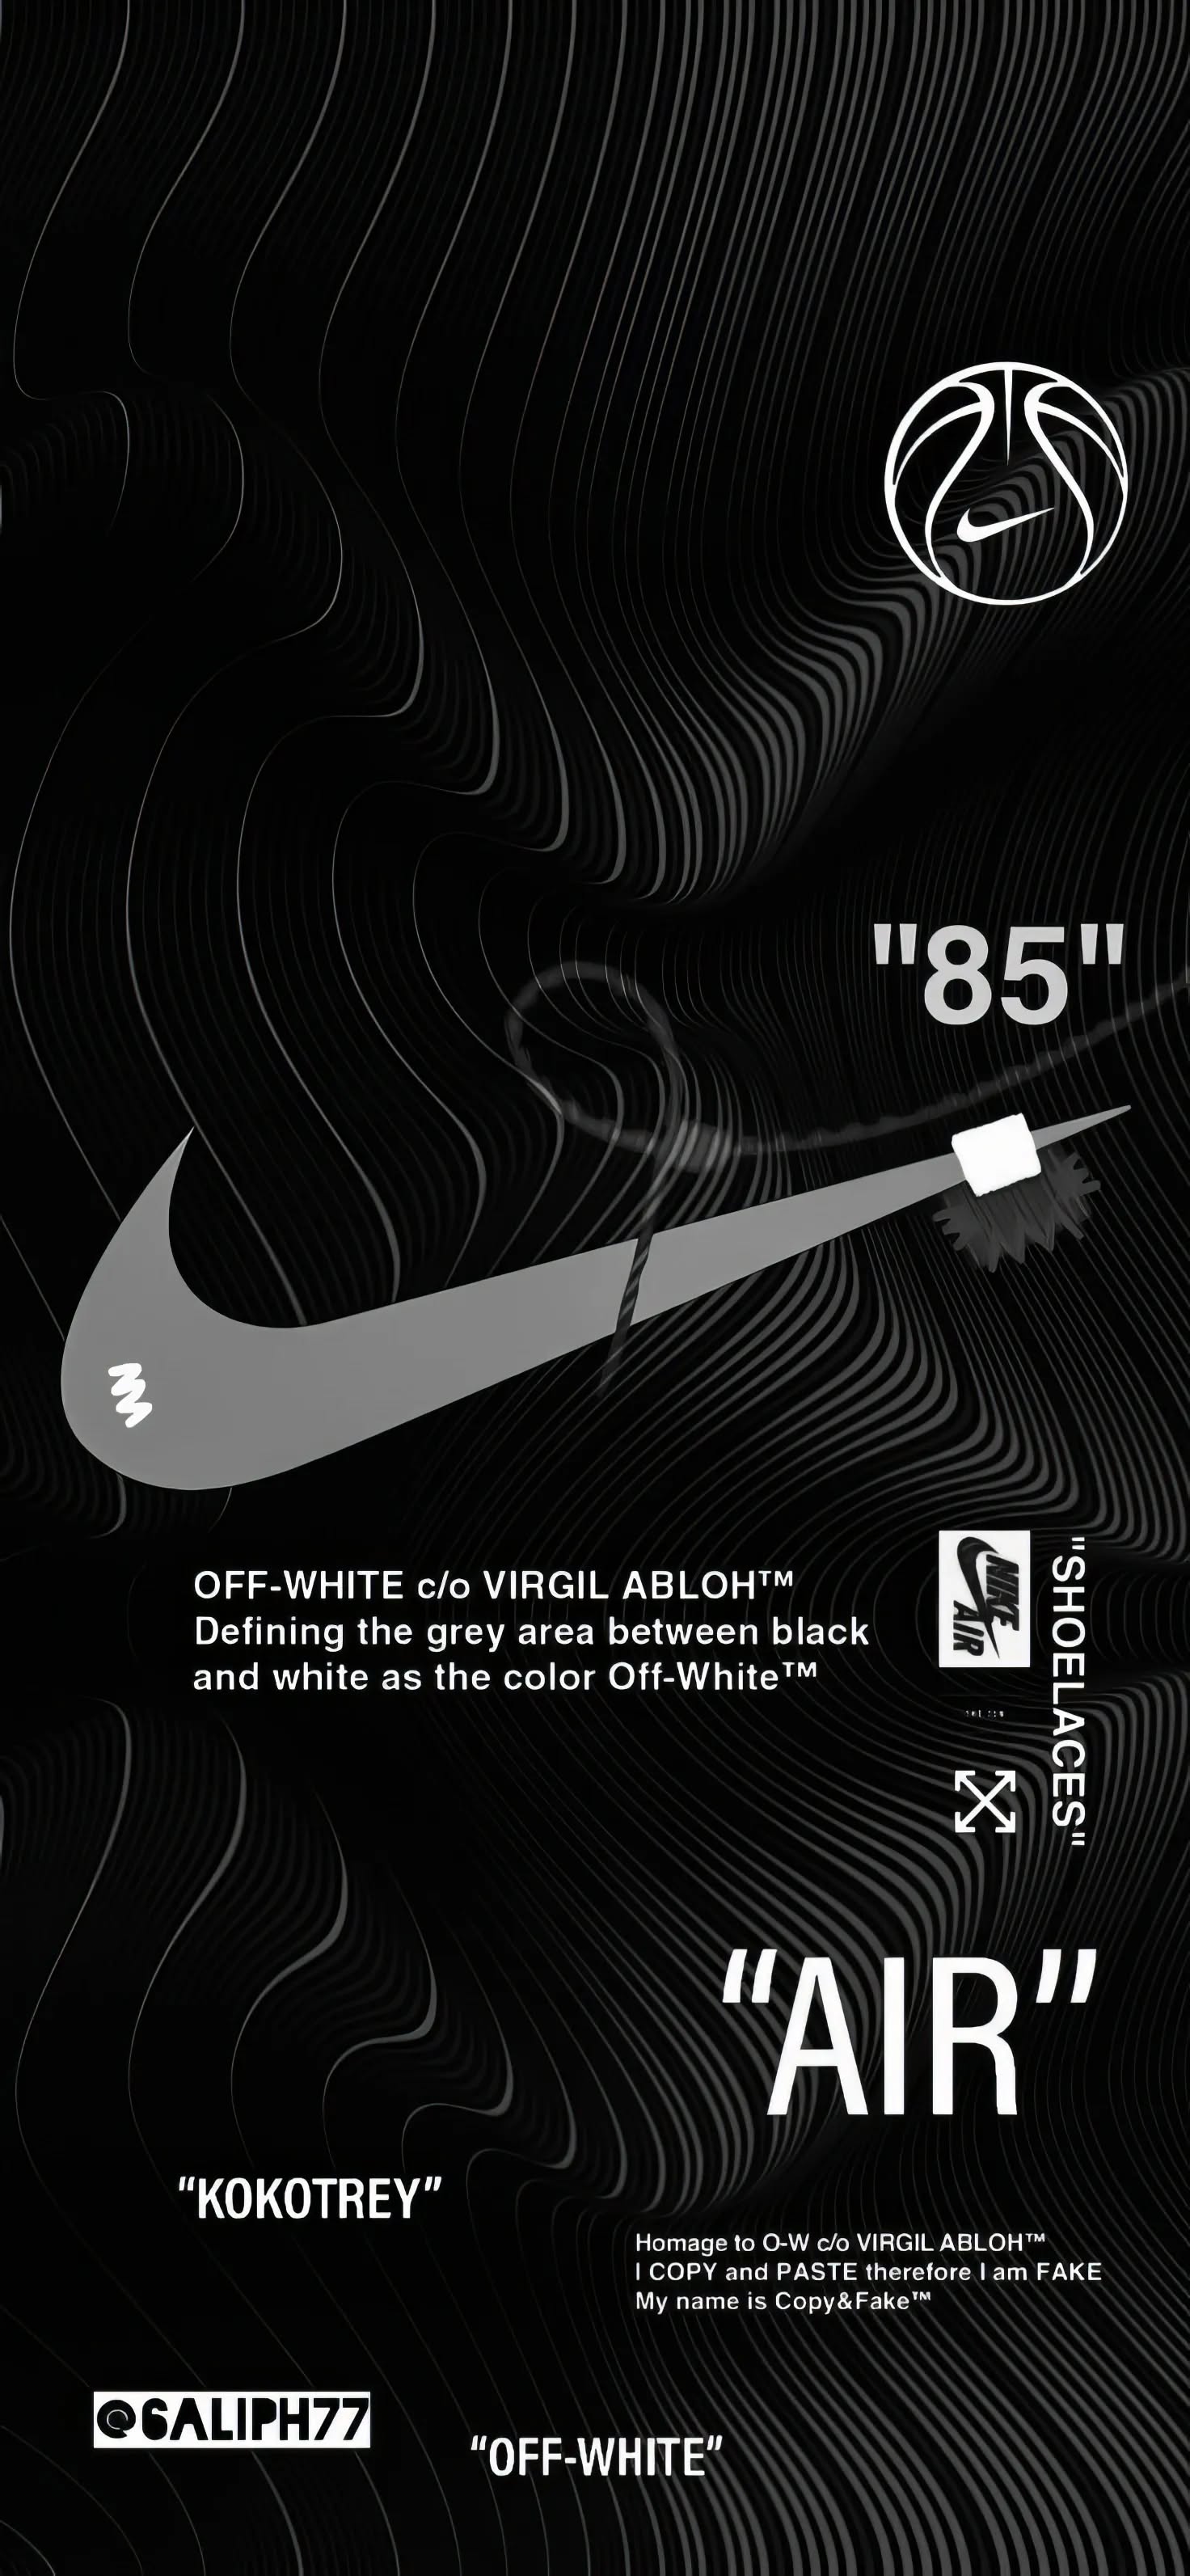 "85"
OFF-WHITE c/o VIRGIL ABLOH™
Defining the grey area between black
and white as the color Off-White™
NIKE
AIR
"SHOELACES"
“AIR”
“KOKOTREY”
Homage to O-W c/o VIRGIL ABLOH™
I COPY and PASTE therefore I am FAKE
My name is Copy&Fake™
@6ALIPH77
“OFF-WHITE”